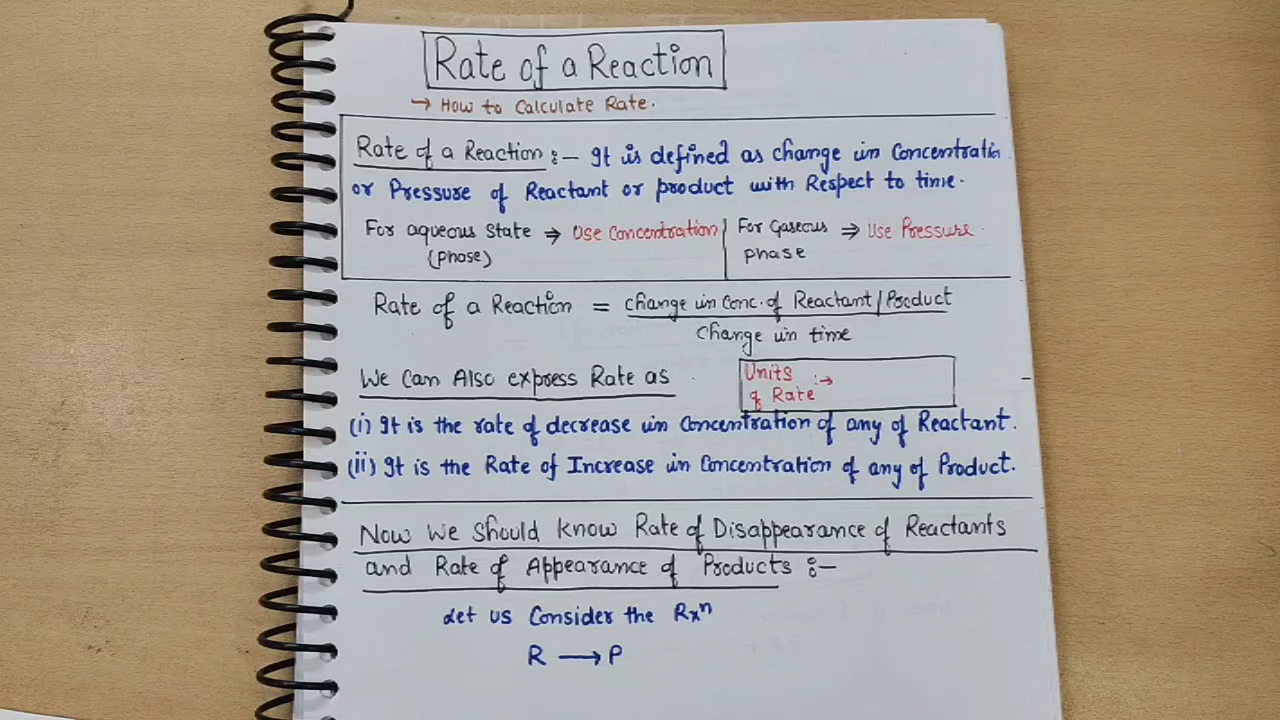 Rate of a Reaction
→ How to Calculate Rate.
Rate of a Reaction :- It is defined as change in Concentration
or Pressure of Reactant or product with Respect to time.
For aqueous State ⇒ Use Concentration
(phase)
For Gaseous ⇒ Use Pressure.
phase
Rate of a Reaction = change in Conc. of Reactant/Product
Change in time
We Can Also express Rate as
Units :→
of Rate
(i) It is the rate of decrease in Concentration of any of Reactant.
(ii) It is the Rate of Increase in Concentration of any of Product.
Now We Should know Rate of Disappearance of Reactants
and Rate of Appearance of Products :-
Let us Consider the Rxⁿ
R → P